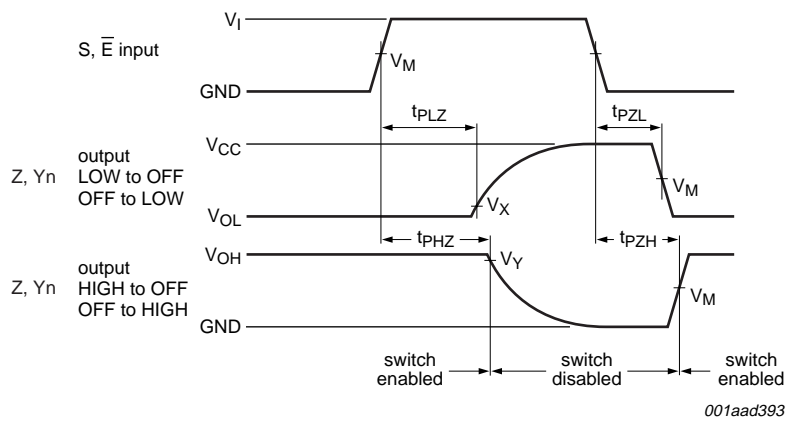 V_I
S, E̅ input
V_M
GND
t_PLZ
t_PZL
V_CC
Z, Yn
output
LOW to OFF
OFF to LOW
V_M
V_X
V_OL
t_PHZ
t_PZH
V_OH
V_Y
Z, Yn
output
HIGH to OFF
OFF to HIGH
V_M
GND
switch
enabled
switch
disabled
switch
enabled
001aad393